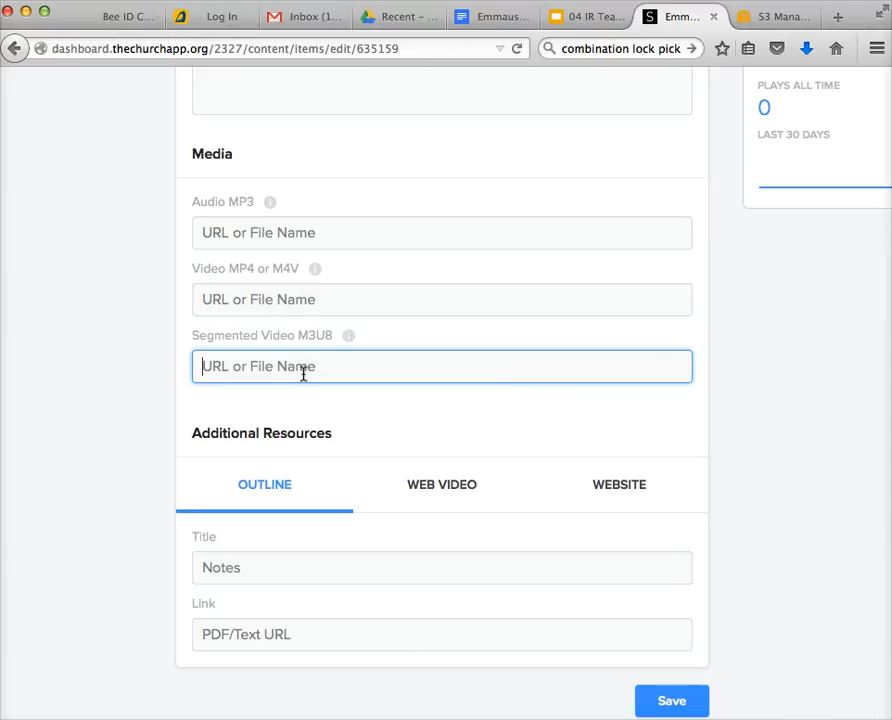 Bee ID C...
Log In
Inbox (1...
Recent – ...
Emmaus...
04 IR Tea...
Emm...
S3 Mana...
dashboard.thechurchapp.org/2327/content/items/edit/635159
combination lock pick
PLAYS ALL TIME
0
LAST 30 DAYS
Media
Audio MP3
URL or File Name
Video MP4 or M4V
URL or File Name
Segmented Video M3U8
URL or File Name
Additional Resources
OUTLINE
WEB VIDEO
WEBSITE
Title
Notes
Link
PDF/Text URL
Save